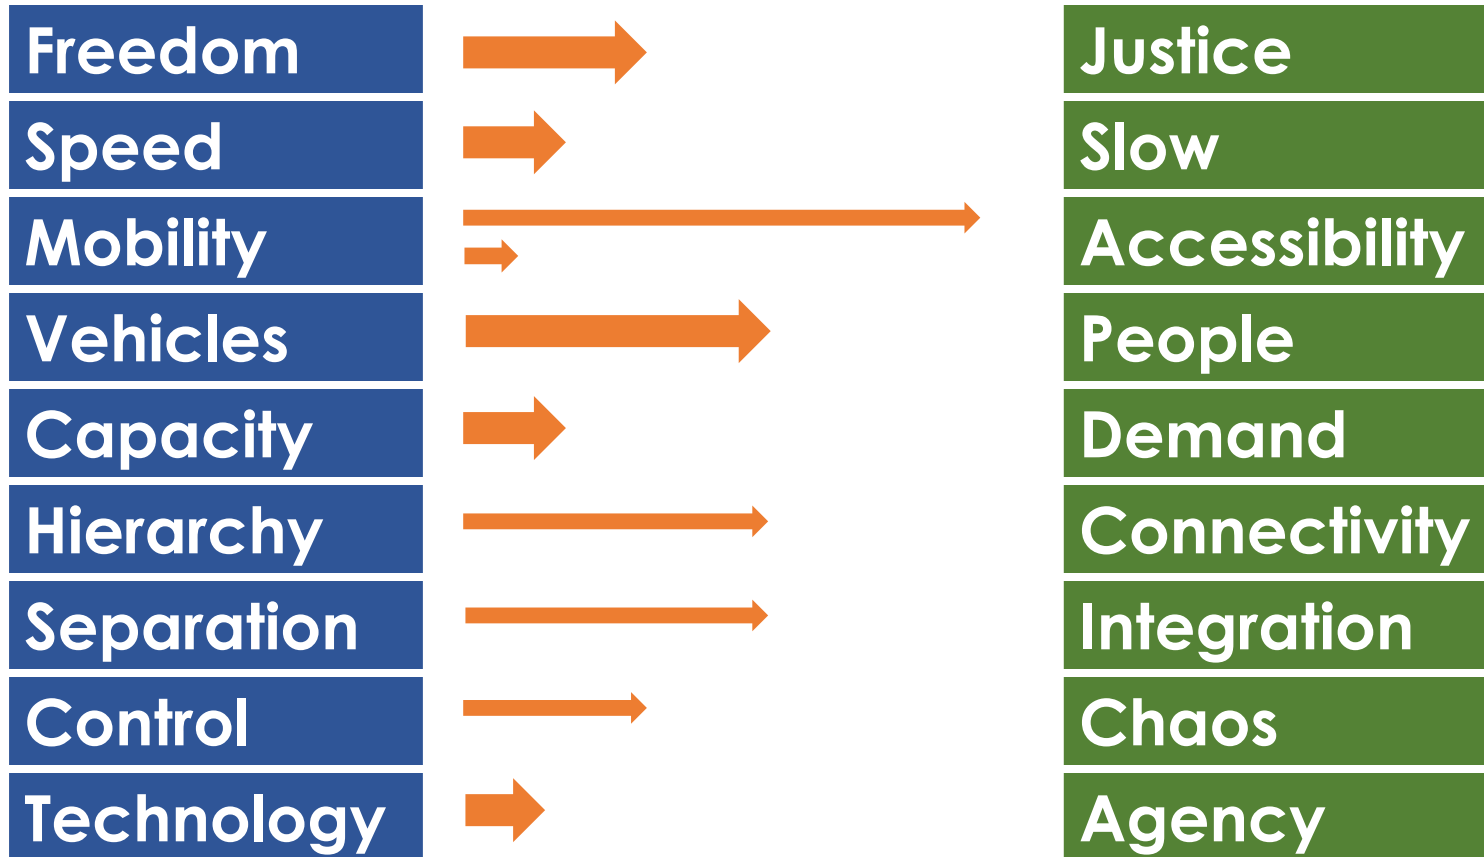 Freedom Justice
Speed Slow
Mobility Accessibility
Vehicles People
Capacity Demand
Hierarchy Connectivity
Separation Integration
Control Chaos
Technology Agency